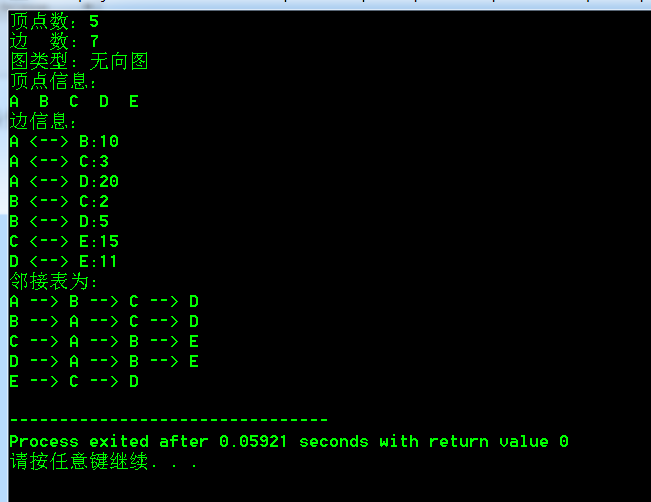 顶点数: 5
边  数: 7
图类型: 无向图
顶点信息:
A  B  C  D  E
边信息:
A <--> B:10
A <--> C:3
A <--> D:20
B <--> C:2
B <--> D:5
C <--> E:15
D <--> E:11
邻接表为:
A --> B --> C --> D
B --> A --> C --> D
C --> A --> B --> E
D --> A --> B --> E
E --> C --> D
--------------------------------
Process exited after 0.05921 seconds with return value 0
请按任意键继续. . .